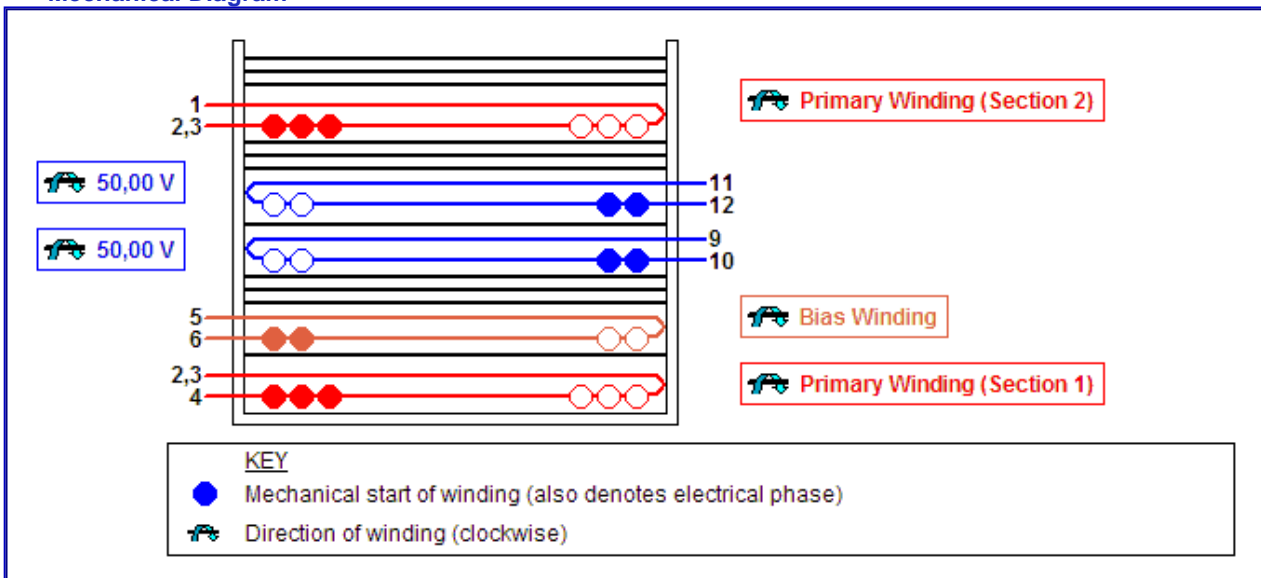 Mechanical Diagram
1
Primary Winding (Section 2)
2,3
50,00 V
11
12
50,00 V
9
10
5
Bias Winding
6
2,3
Primary Winding (Section 1)
4
KEY
Mechanical start of winding (also denotes electrical phase)
Direction of winding (clockwise)